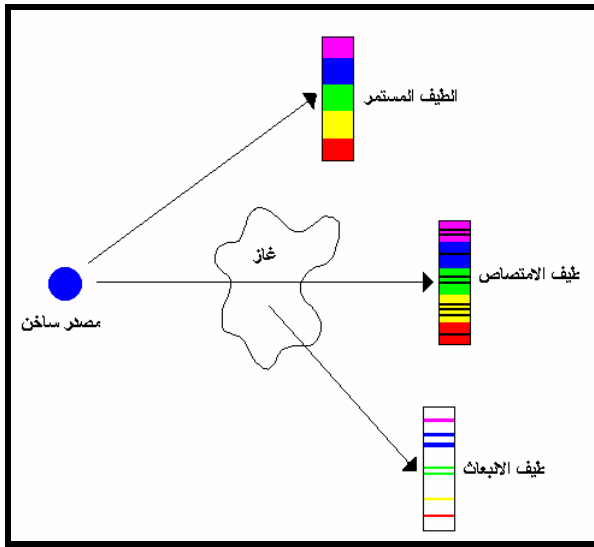 الطيف المستمر
غاز
طيف الامتصاص
مصدر ساخن
طيف الانبعاث